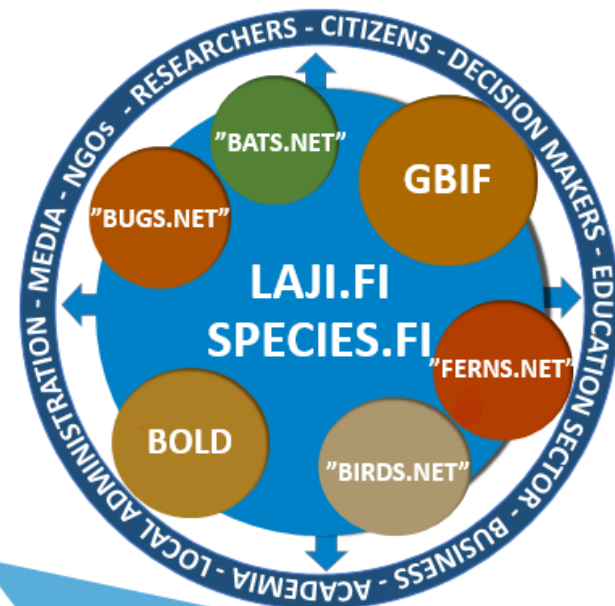 RESEARCHERS - CITIZENS - DECISION MAKERS - EDUCATION SECTOR - BUSINESS - ACADEMIA - LOCAL ADMINISTRATION - MEDIA - NGOs -
"BATS.NET"
GBIF
"BUGS.NET"
LAJI.FI
SPECIES.FI
"FERNS.NET"
BOLD
"BIRDS.NET"